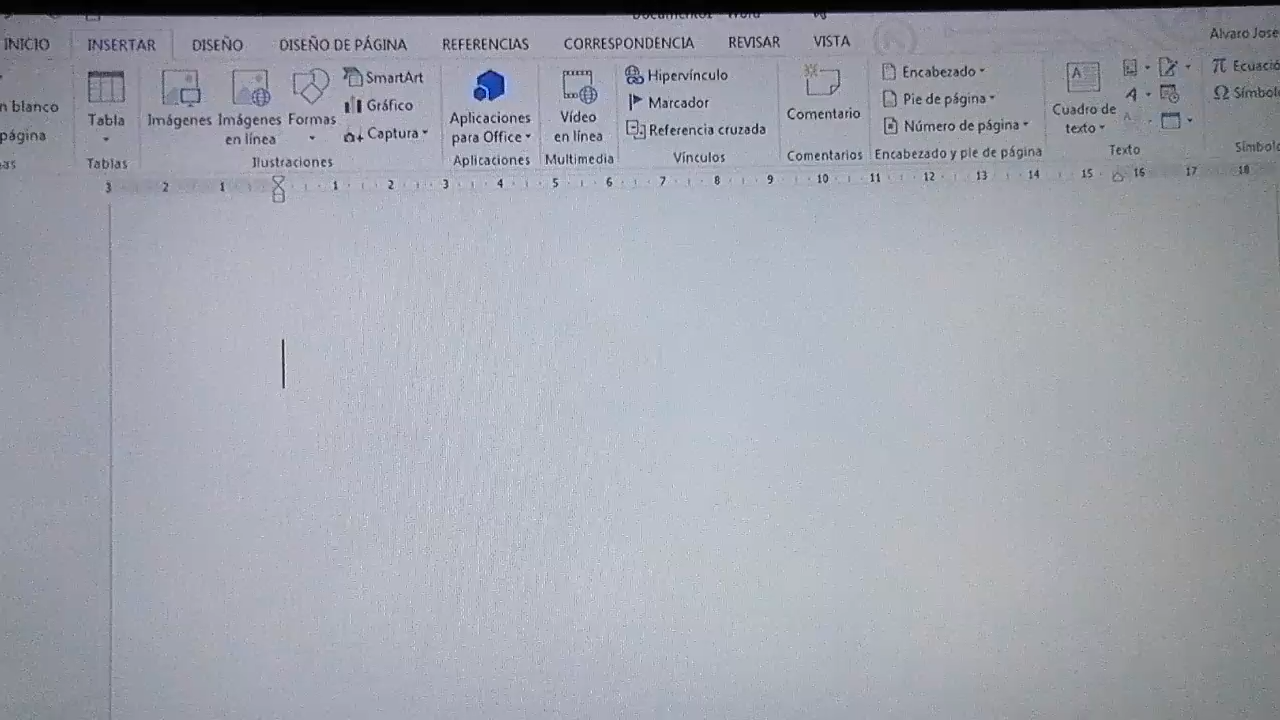 INICIO INSERTAR DISEÑO DISEÑO DE PÁGINA REFERENCIAS CORRESPONDENCIA REVISAR VISTA
Alvaro Jose
n blanco
página
as
Tabla
Tablas
Imágenes
Imágenes
en línea
Formas
SmartArt
Gráfico
Captura
Ilustraciones
Aplicaciones
para Office
Aplicaciones
Vídeo
en línea
Multimedia
Hipervínculo
Marcador
Referencia cruzada
Vínculos
Comentario
Comentarios
Encabezado
Pie de página
Número de página
Encabezado y pie de página
Cuadro de
texto
Texto
π Ecuació
Ω Símbol
Símbol
3 2 1 1 2 3 4 5 6 7 8 9 10 11 12 13 14 15 16 17 18